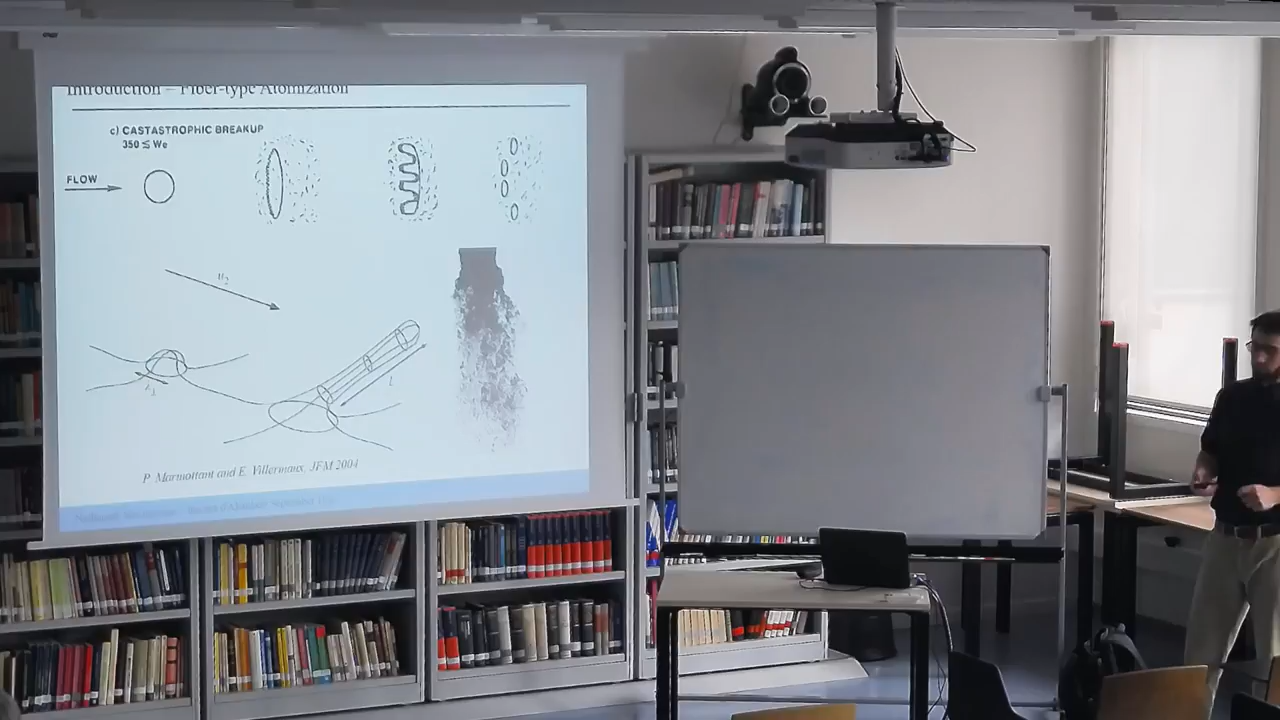 Introduction – Fiber-type Atomization
c) CASTASTROPHIC BREAKUP
350 ≤ We
FLOW
u₂
λ⊥
L
P. Marmottant and E. Villermaux, JFM 2004